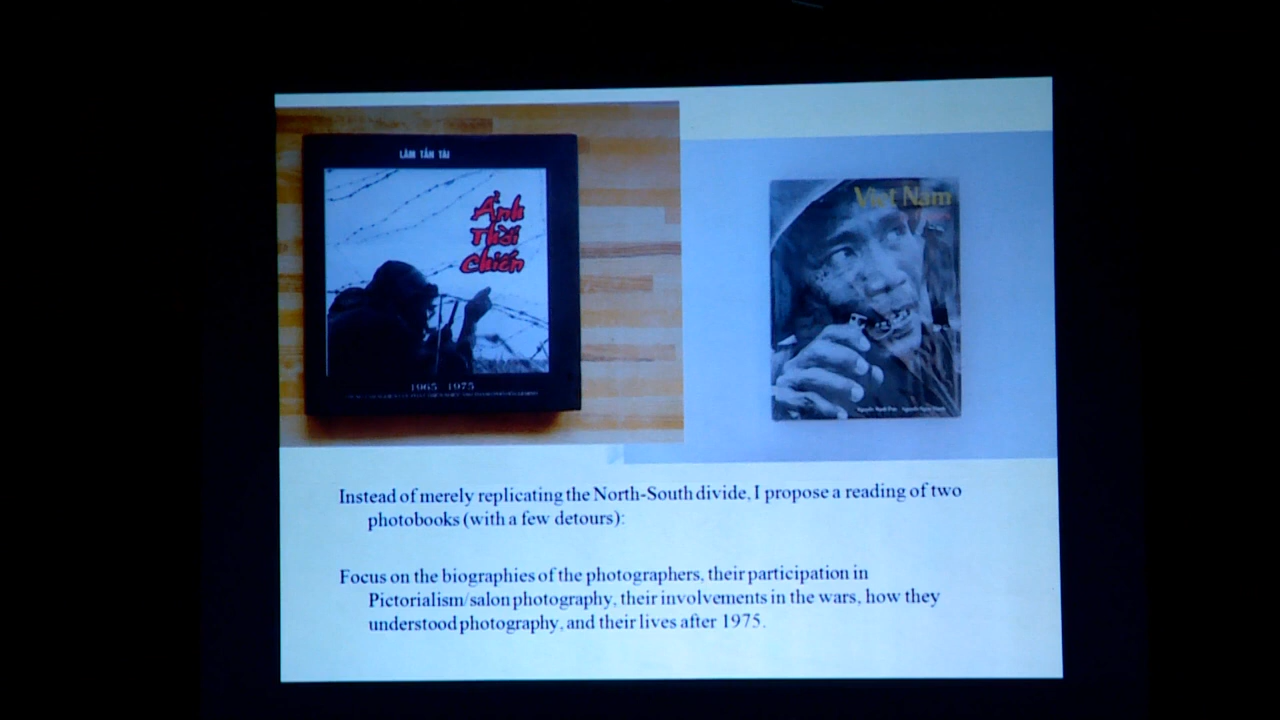 LÂM TẤN TÀI
Ảnh
Thời
Chiến
1965 1975
Việt Nam
Instead of merely replicating the North-South divide, I propose a reading of two
photobooks (with a few detours):
Focus on the biographies of the photographers, their participation in
Pictorialism/salon photography, their involvements in the wars, how they
understood photography, and their lives after 1975.